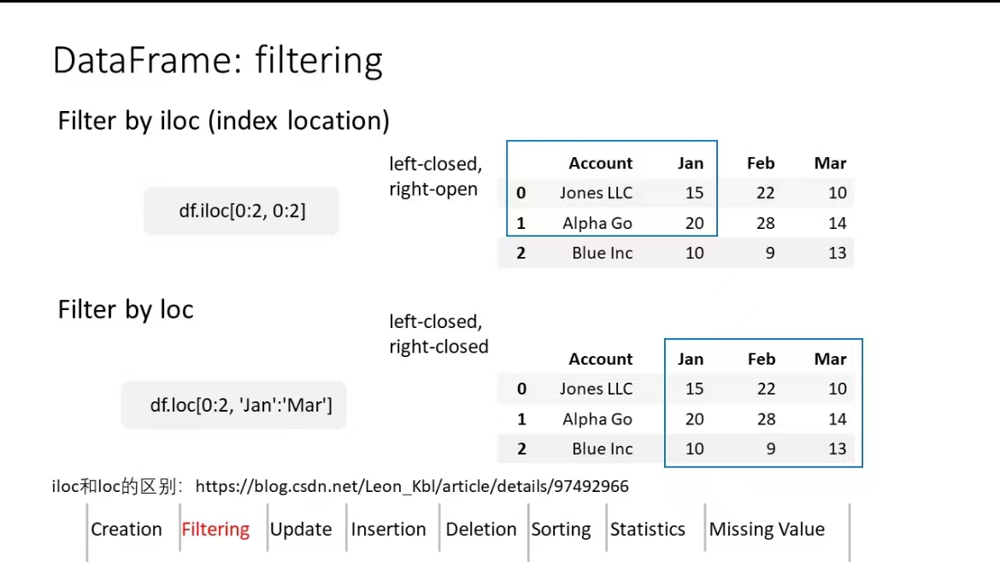 DataFrame: filtering
Filter by iloc (index location)
left-closed,
right-open
df.iloc[0:2, 0:2]
Account Jan Feb Mar
0 Jones LLC 15 22 10
1 Alpha Go 20 28 14
2 Blue Inc 10 9 13
Filter by loc
left-closed,
right-closed
df.loc[0:2, 'Jan':'Mar']
Account Jan Feb Mar
0 Jones LLC 15 22 10
1 Alpha Go 20 28 14
2 Blue Inc 10 9 13
iloc和loc的区别：https://blog.csdn.net/Leon_Kbl/article/details/97492966
Creation Filtering Update Insertion Deletion Sorting Statistics Missing Value